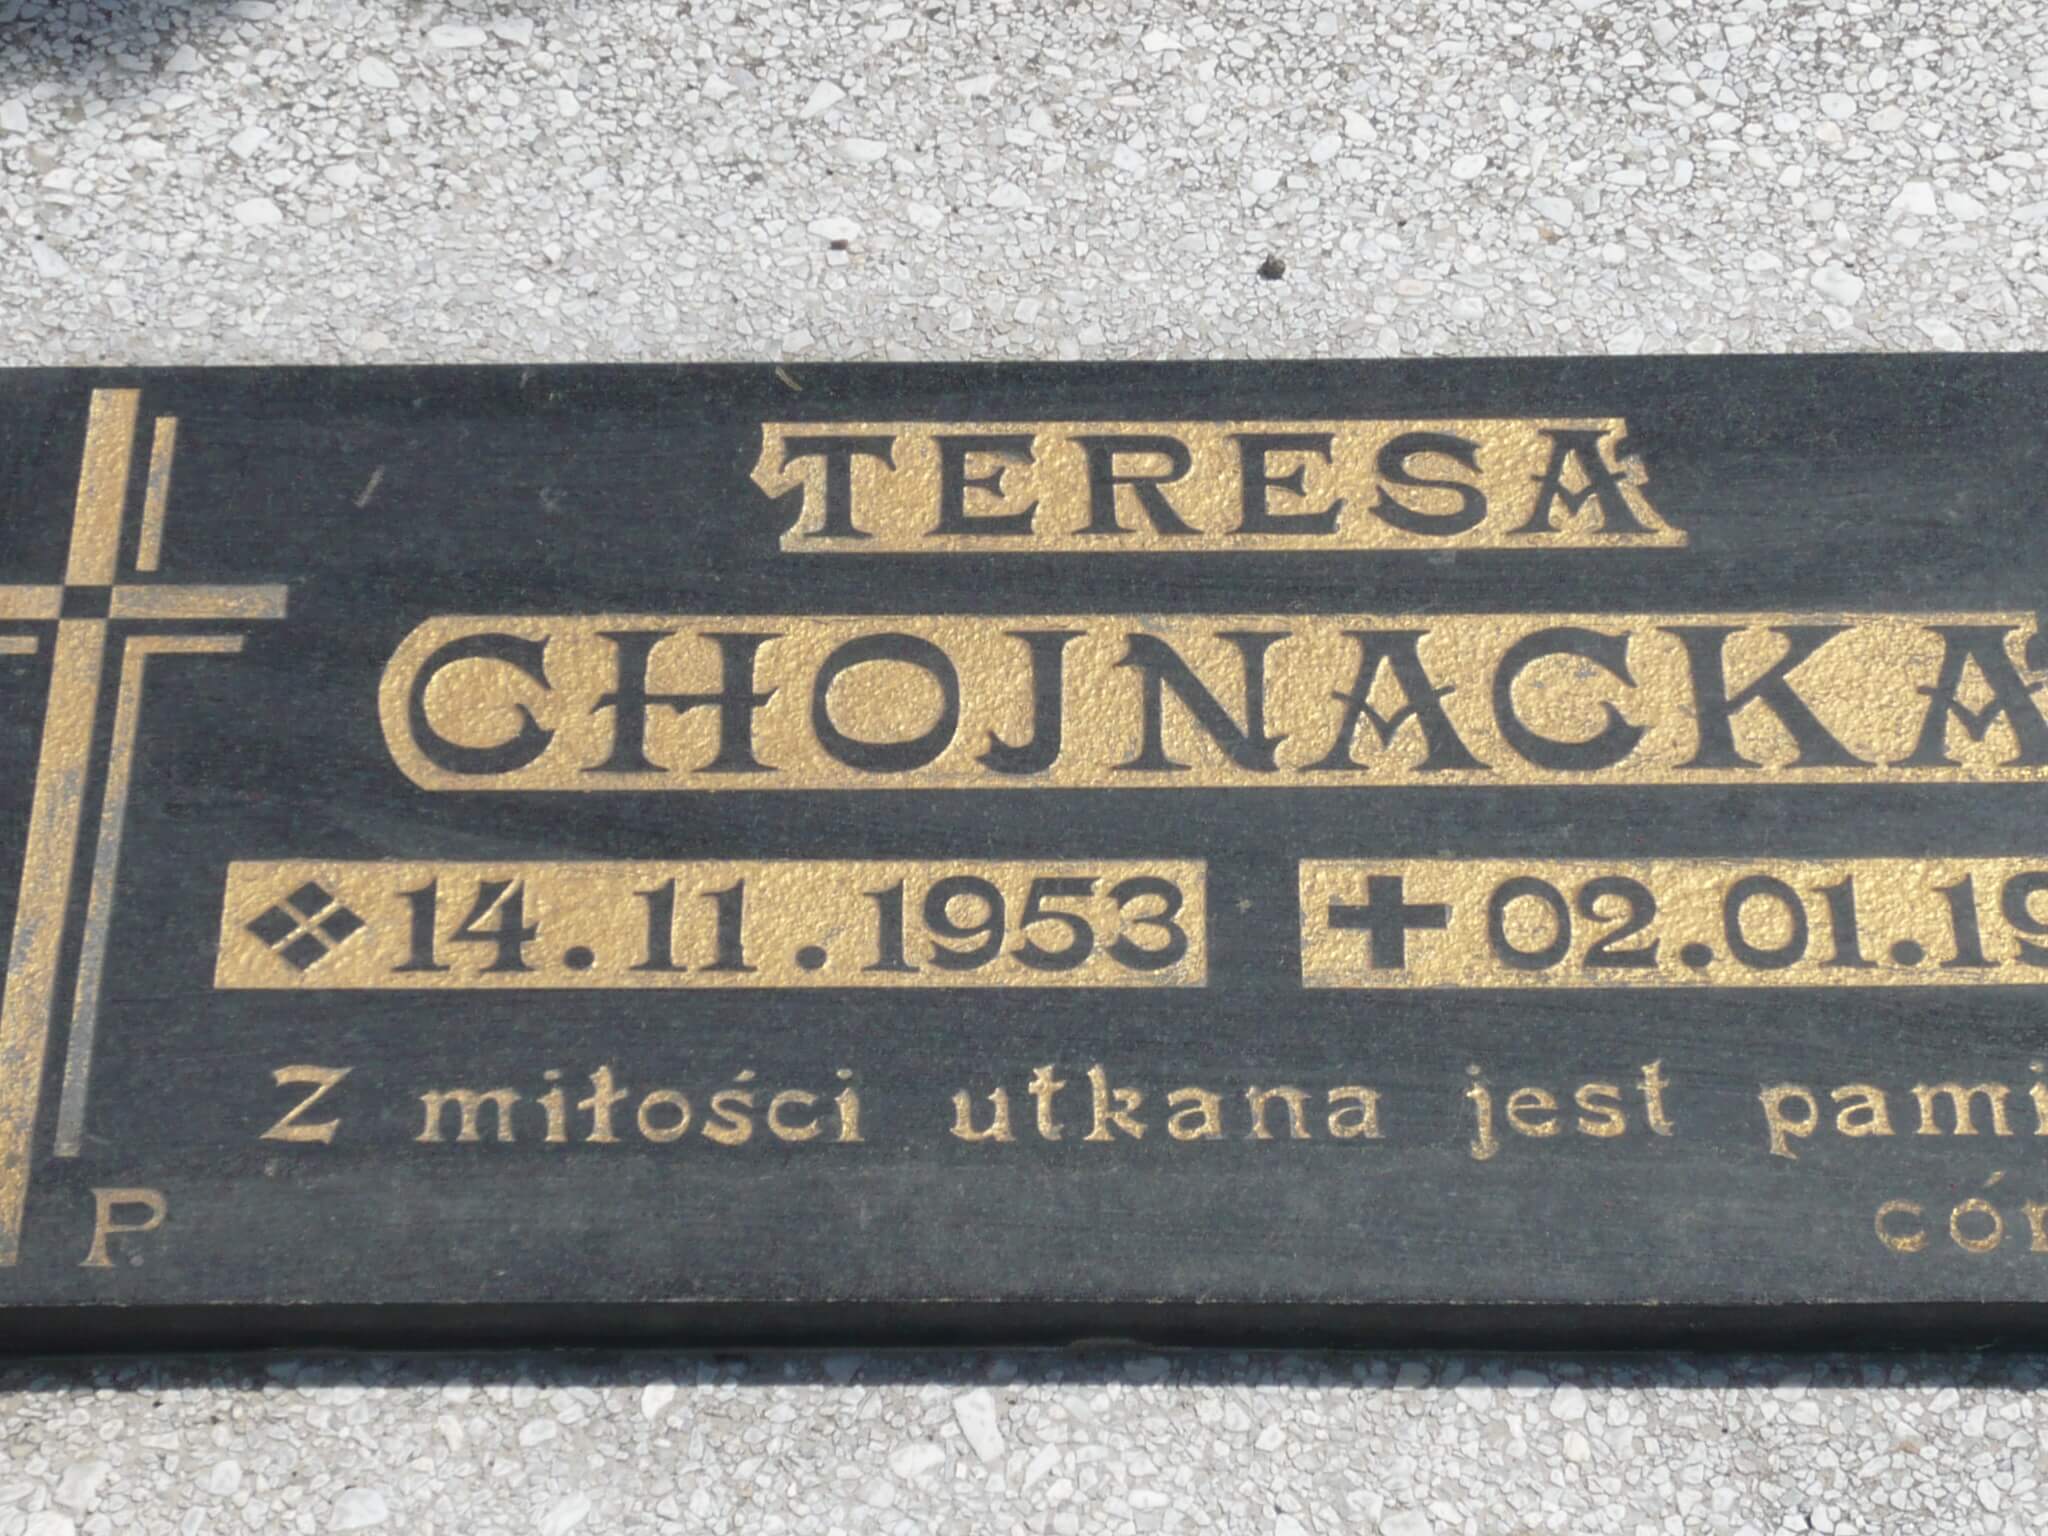 TERESA
CHOJNACKA
14.11.1953 02.01.19
Z miłości utkana jest pami
P. cór